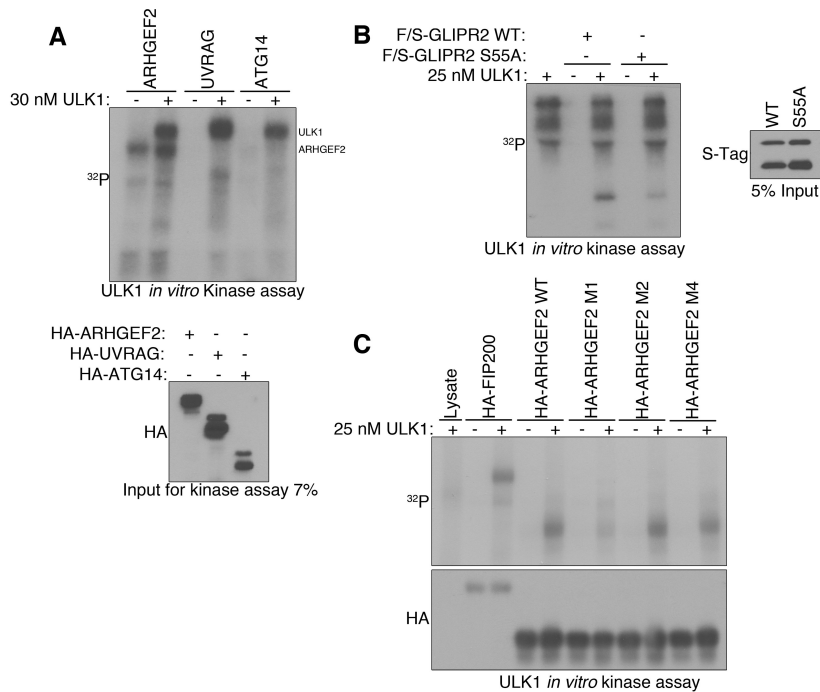 A
ARHGEF2
UVRAG
ATG14
30 nM ULK1: - + - + - +
ULK1
ARHGEF2
32P
ULK1 in vitro Kinase assay
HA-ARHGEF2: + - -
HA-UVRAG: - + -
HA-ATG14: - - +
HA
Input for kinase assay 7%
B
F/S-GLIPR2 WT: + -
F/S-GLIPR2 S55A: - +
25 nM ULK1: + - + - +
32P
ULK1 in vitro kinase assay
WT
S55A
S-Tag
5% Input
C
Lysate
HA-FIP200
HA-ARHGEF2 WT
HA-ARHGEF2 M1
HA-ARHGEF2 M2
HA-ARHGEF2 M4
25 nM ULK1: + - + - + - + - + - +
32P
HA
ULK1 in vitro kinase assay